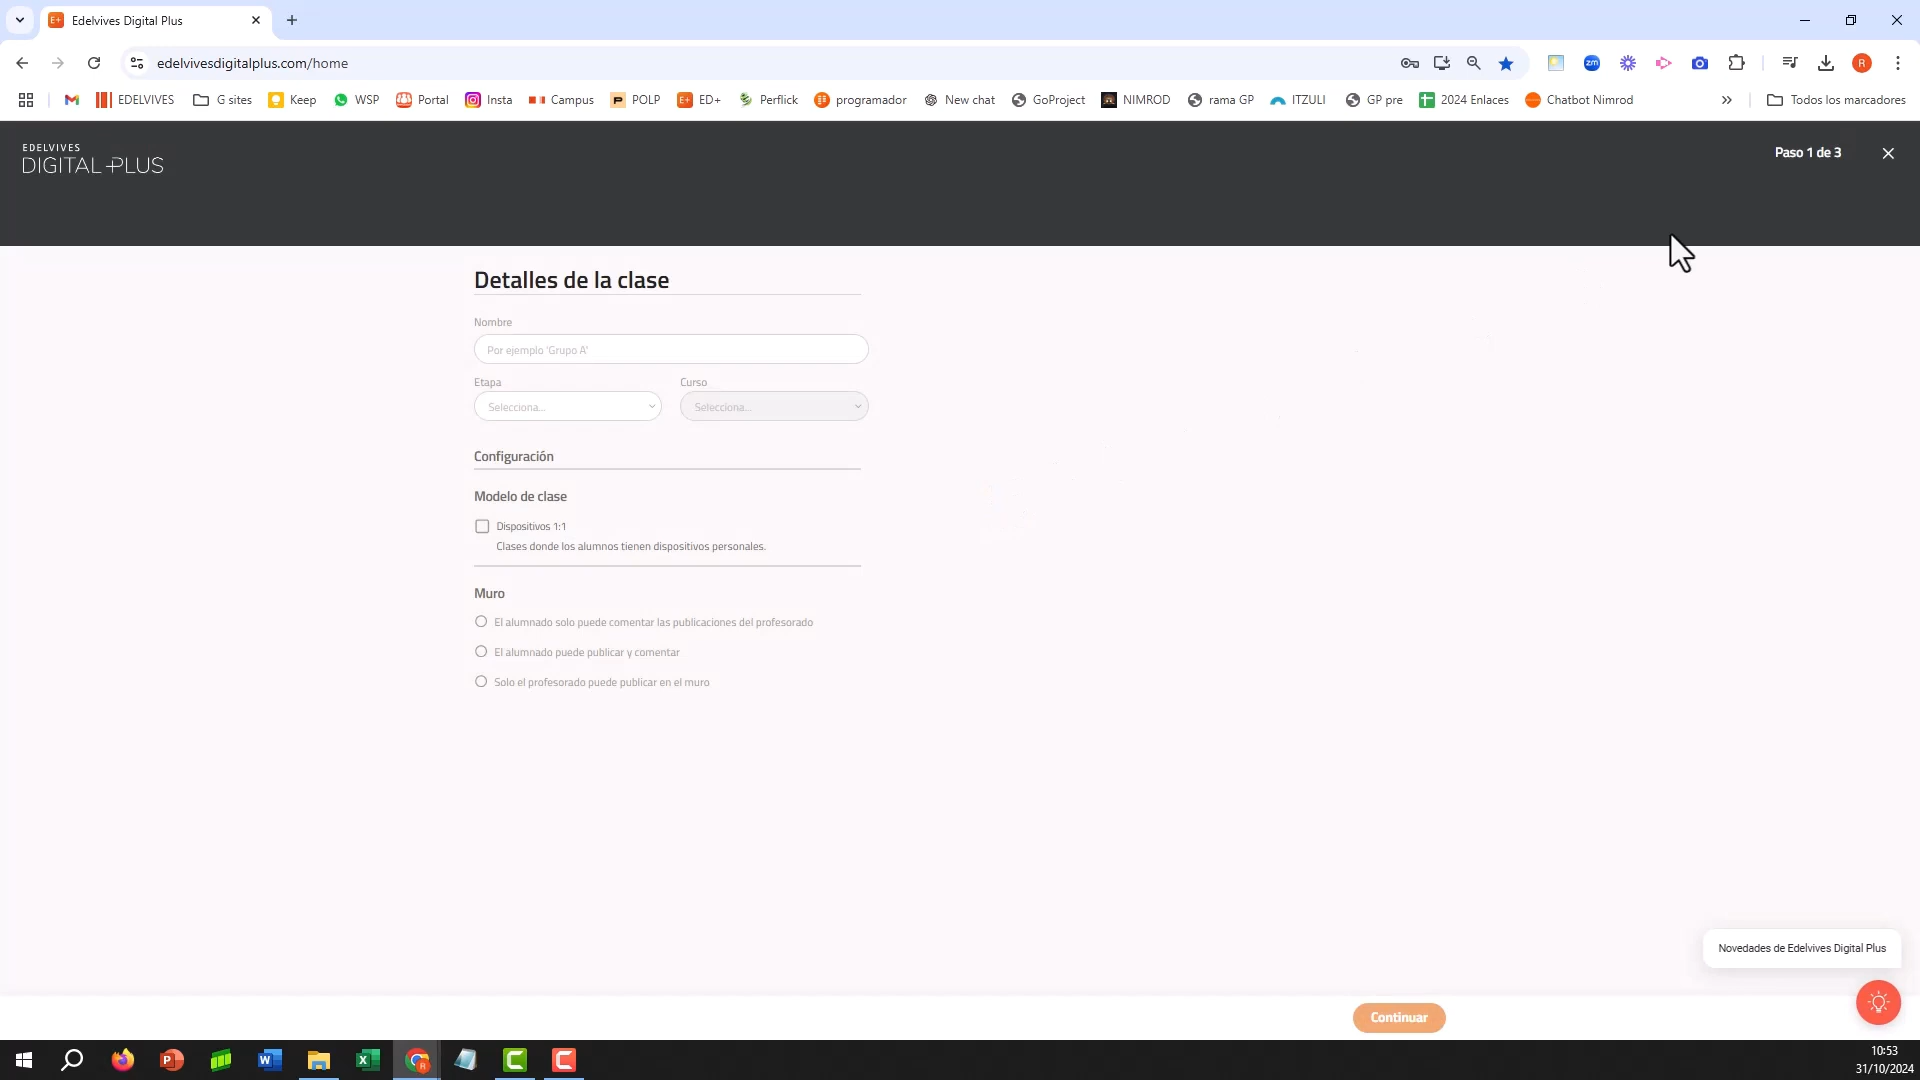 Edelvives Digital Plus
edelvivesdigitalplus.com/home
EDELVIVES
G sites
Keep
WSP
Portal
Insta
Campus
POLP
ED+
Perflick
programador
New chat
GoProject
NIMROD
rama GP
ITZULI
GP pre
2024 Enlaces
Chatbot Nimrod
Todos los marcadores
EDELVIVES
DIGITAL PLUS
Paso 1 de 3
Detalles de la clase
Nombre
Por ejemplo 'Grupo A'
Etapa
Curso
Selecciona...
Selecciona...
Configuración
Modelo de clase
Dispositivos 1:1
Clases donde los alumnos tienen dispositivos personales.
Muro
El alumnado solo puede comentar las publicaciones del profesorado
El alumnado puede publicar y comentar
Solo el profesorado puede publicar en el muro
Novedades de Edelvives Digital Plus
Continuar
10:53
31/10/2024